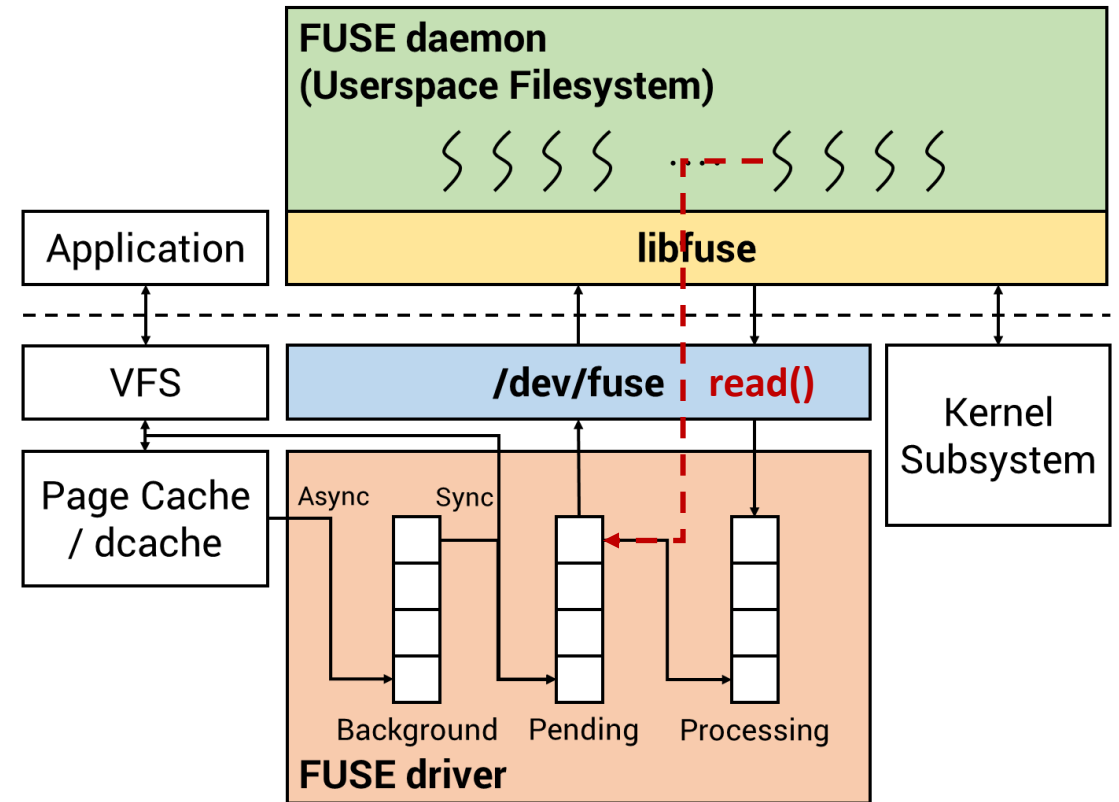 FUSE daemon
(Userspace Filesystem)
....
Application
libfuse
VFS
/dev/fuse
read()
Kernel
Subsystem
Page Cache
/ dcache
Async
Sync
Background
Pending
Processing
FUSE driver